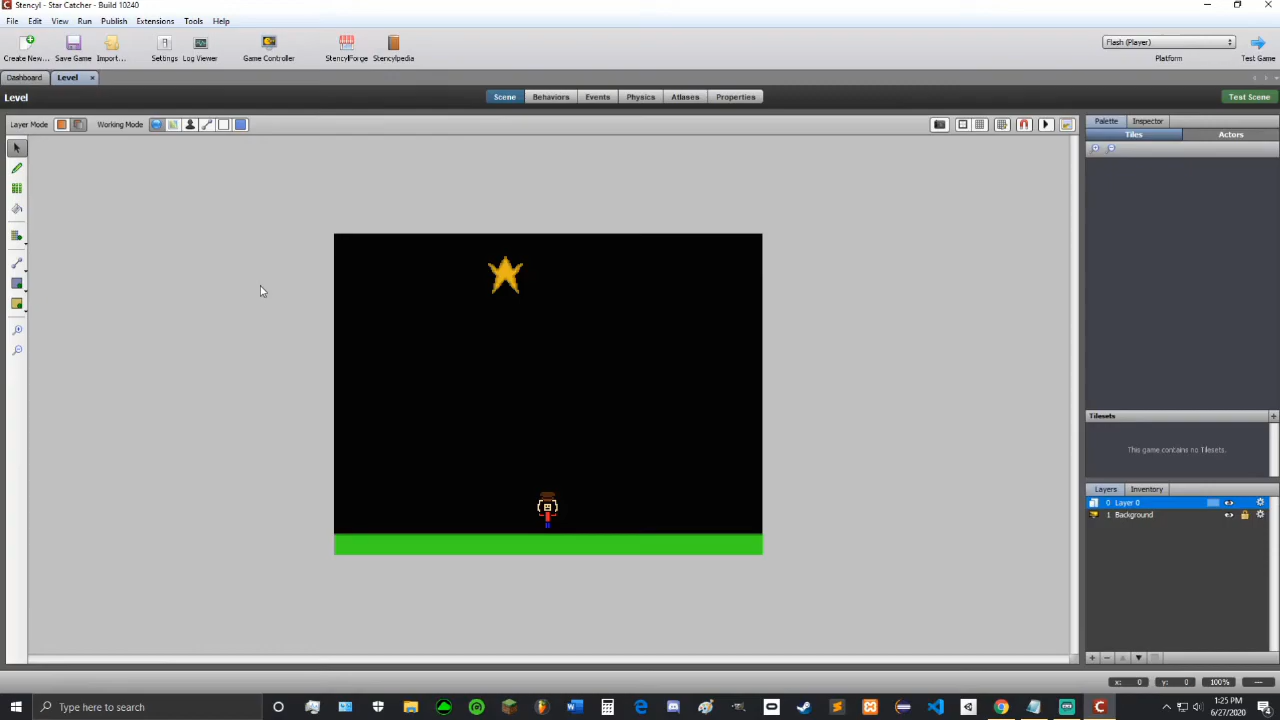 Stencyl - Star Catcher - Build 10240
File Edit View Run Publish Extensions Tools Help
Create New... Save Game Import... Settings Log Viewer Game Controller StencylForge Stencylpedia Flash (Player) Platform Test Game
Dashboard Level
Level Scene Behaviors Events Physics Atlases Properties Test Scene
Layer Mode Working Mode
Palette Inspector
Tiles Actors
Tilesets
This game contains no Tilesets.
Layers Inventory
0 Layer 0
1 Background
x: 0 y: 0 100%
Type here to search
1:25 PM
6/27/2020